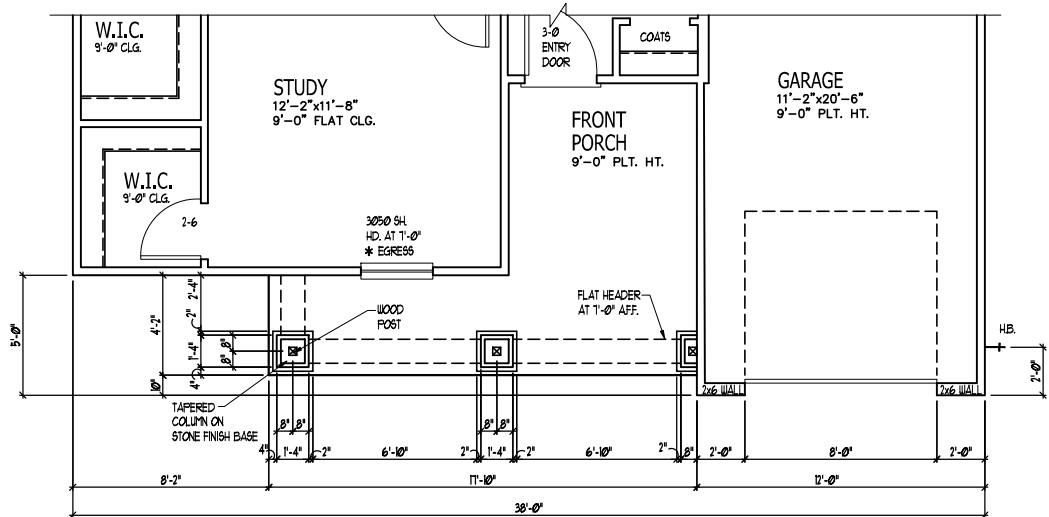 W.I.C.
9'-0" CLG.
STUDY
12'-2"x11'-8"
9'-0" FLAT CLG.
3-0
ENTRY
DOOR
COATS
GARAGE
11'-2"x20'-6"
9'-0" PLT. HT.
FRONT
PORCH
9'-0" PLT. HT.
W.I.C.
9'-0" CLG.
2-6
3050 SH.
HD. AT 7'-0"
* EGRESS
FLAT HEADER
AT 7'-0" AFF.
WOOD
POST
H.B.
5'-0"
4'-2"
10"
2'-4"
2"
1'-4"
4"
8"
8"
2'-0"
TAPERED
COLUMN ON
STONE FINISH BASE
2x6 WALL
2x6 WALL
8" 8"
8" 8"
4" 1'-4" 2" 6'-10" 2" 1'-4" 2" 6'-10" 2" 8" 2'-0" 8'-0" 2'-0"
8'-2" 17'-10" 12'-0"
38'-0"